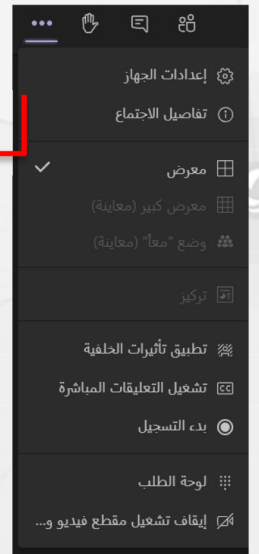 إعدادات الجهاز
تفاصيل الاجتماع
معرض
معرض كبير (معاينة)
وضع "معاً" (معاينة)
تركيز
تطبيق تأثيرات الخلفية
CC تشغيل التعليقات المباشرة
بدء التسجيل
لوحة الطلب
إيقاف تشغيل مقطع فيديو و...